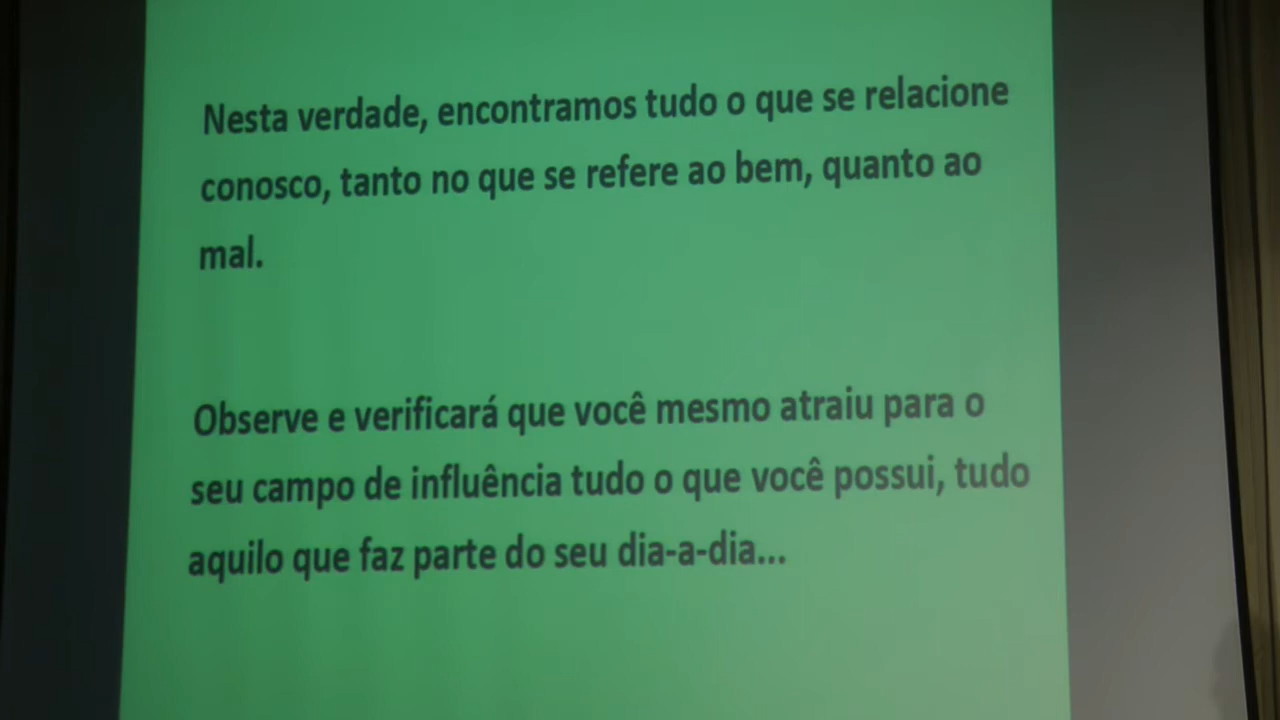 Nesta verdade, encontramos tudo o que se relacione
conosco, tanto no que se refere ao bem, quanto ao
mal.
Observe e verificará que você mesmo atraiu para o
seu campo de influência tudo o que você possui, tudo
aquilo que faz parte do seu dia-a-dia...